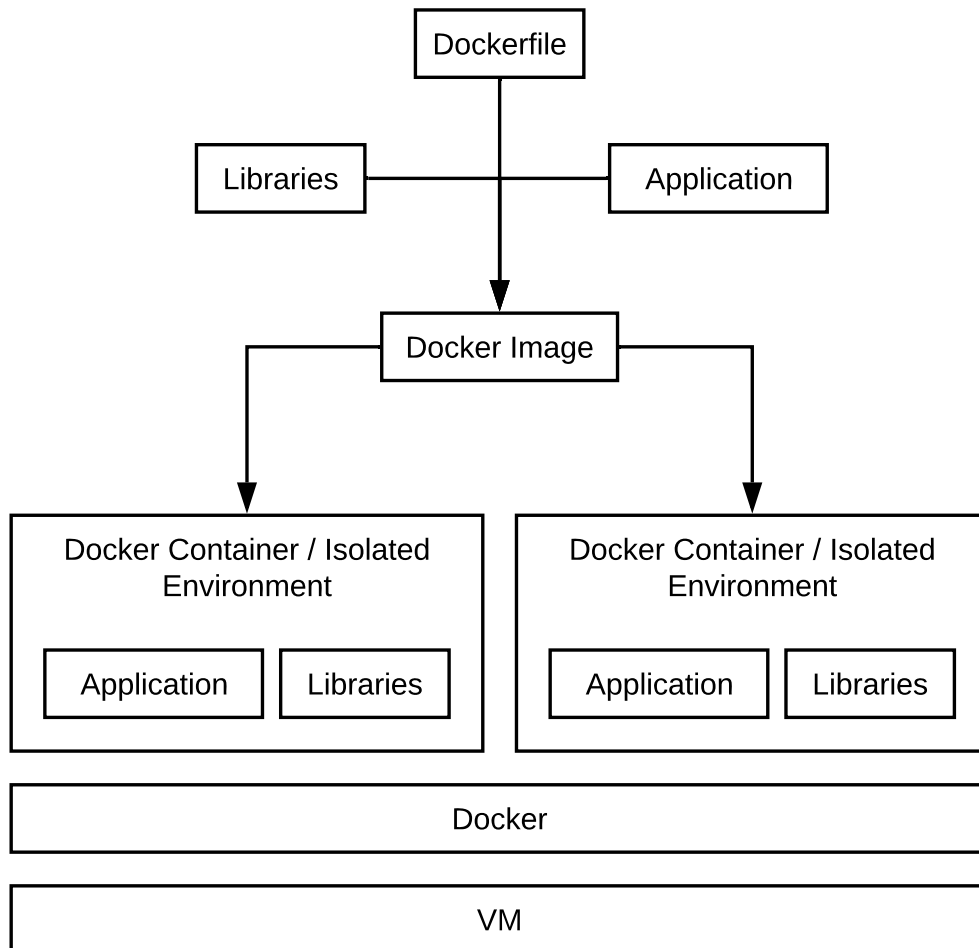 Dockerfile
Libraries
Application
Docker Image
Docker Container / Isolated
Environment
Application
Libraries
Docker Container / Isolated
Environment
Application
Libraries
Docker
VM